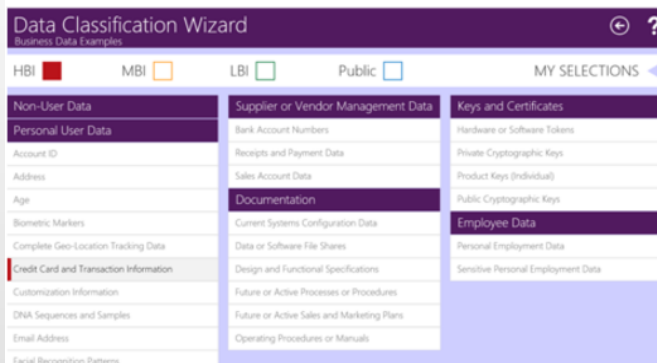 Data Classification Wizard
Business Data Examples
?
HBI MBI LBI Public MY SELECTIONS
Non-User Data
Personal User Data
Account ID
Address
Age
Biometric Markers
Complete Geo-Location Tracking Data
Credit Card and Transaction Information
Customization Information
DNA Sequences and Samples
Email Address
Facial Recognition Patterns
Supplier or Vendor Management Data
Bank Account Numbers
Receipts and Payment Data
Sales Account Data
Documentation
Current Systems Configuration Data
Data or Software File Shares
Design and Functional Specifications
Future or Active Processes or Procedures
Future or Active Sales and Marketing Plans
Operating Procedures or Manuals
Keys and Certificates
Hardware or Software Tokens
Private Cryptographic Keys
Product Keys (Individual)
Public Cryptographic Keys
Employee Data
Personal Employment Data
Sensitive Personal Employment Data